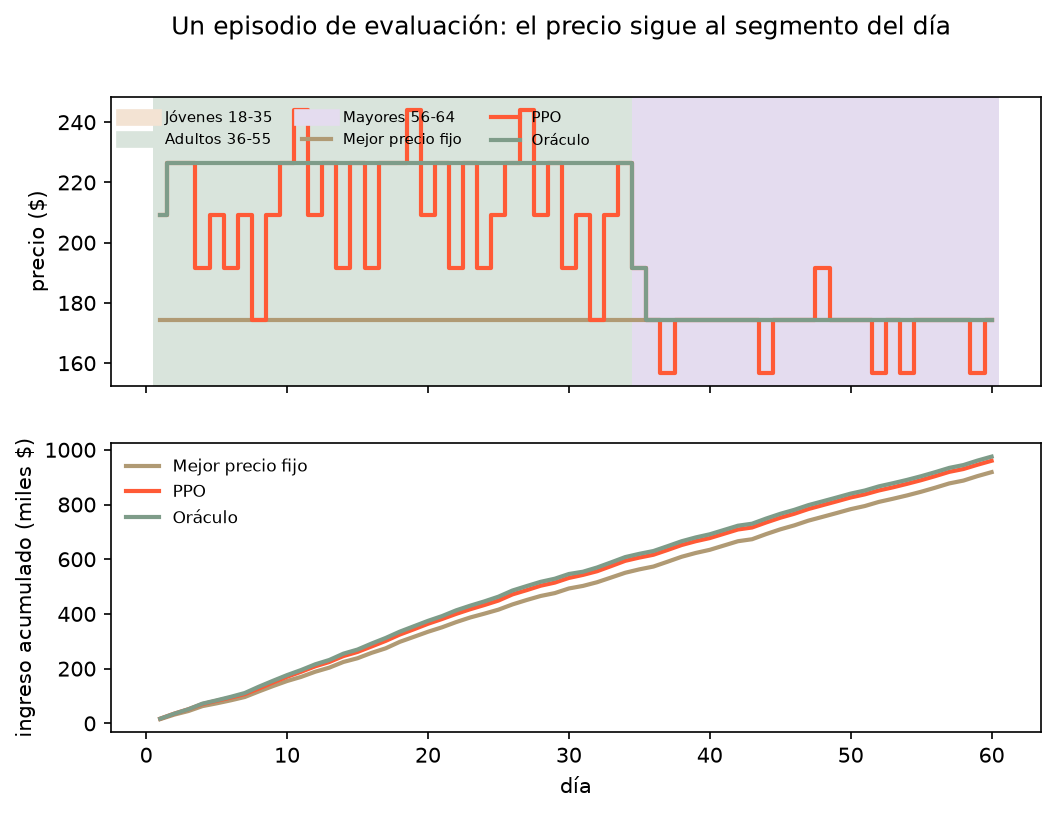 Un episodio de evaluación: el precio sigue al segmento del día
Jóvenes 18-35 Mayores 56-64 PPO
Adultos 36-55 Mejor precio fijo Oráculo
precio ($)
240
220
200
180
160
Mejor precio fijo
PPO
Oráculo
ingreso acumulado (miles $)
1000
800
600
400
200
0
0 10 20 30 40 50 60
día